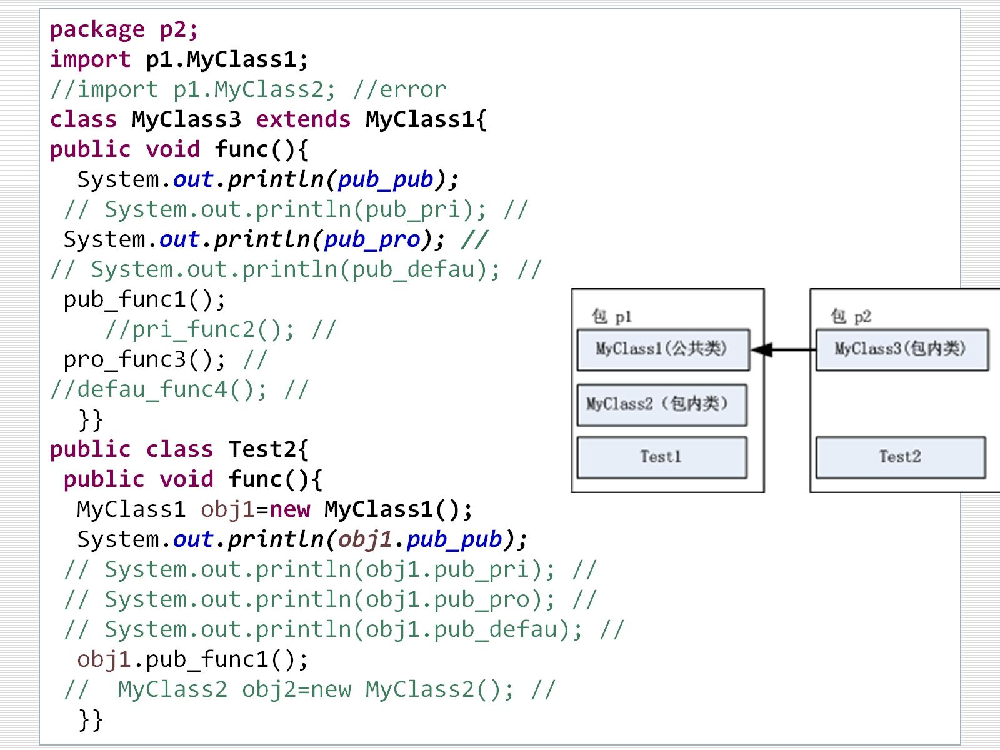 package p2;
import p1.MyClass1;
//import p1.MyClass2; //error
class MyClass3 extends MyClass1{
public void func(){
  System.out.println(pub_pub);
 // System.out.println(pub_pri); //
 System.out.println(pub_pro); //
// System.out.println(pub_defau); //
 pub_func1();
    //pri_func2(); //
 pro_func3(); //
//defau_func4(); //
  }}
public class Test2{
 public void func(){
  MyClass1 obj1=new MyClass1();
  System.out.println(obj1.pub_pub);
 // System.out.println(obj1.pub_pri); //
 // System.out.println(obj1.pub_pro); //
 // System.out.println(obj1.pub_defau); //
  obj1.pub_func1();
 //  MyClass2 obj2=new MyClass2(); //
  }}
包 p1
MyClass1(公共类)
MyClass2（包内类）
Test1
包 p2
MyClass3(包内类)
Test2